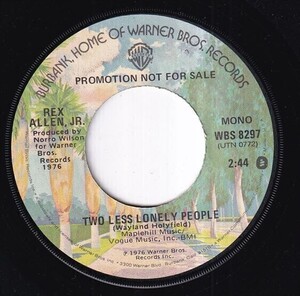 BURBANK, HOME OF WARNER BROS. RECORDS
PROMOTION NOT FOR SALE
REX
ALLEN, JR.
Produced by
Norro Wilson
for Warner
Bros.
Records
1976
MONO
WBS 8297
(UTN 0772)
2:44
TWO LESS LONELY PEOPLE
(Wayland Holyfield)
Maplehill Music/
Vogue Music, Inc.-BMI
℗ 1976 Warner Bros.
Records Inc.